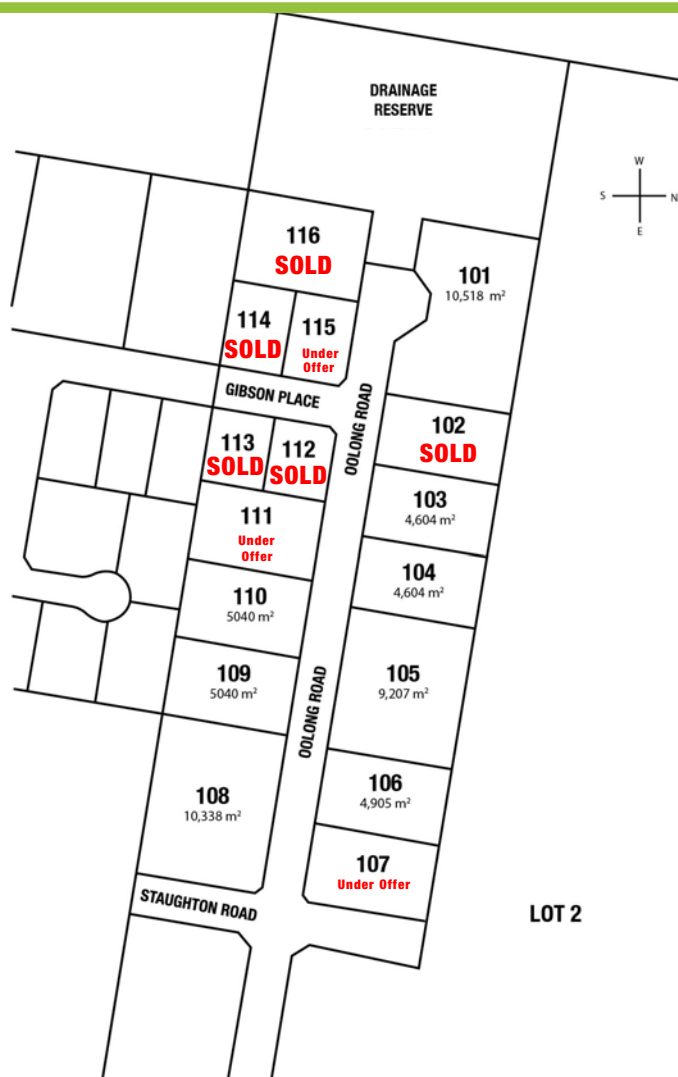 DRAINAGE
RESERVE
W
S
N
E
116
SOLD
101
10,518 m²
114
SOLD
115
Under
Offer
GIBSON PLACE
OOLONG ROAD
102
SOLD
113
SOLD
112
SOLD
103
4,604 m²
111
Under
Offer
104
4,604 m²
110
5040 m²
105
9,207 m²
109
5040 m²
OOLONG ROAD
106
4,905 m²
108
10,338 m²
107
Under Offer
STAUGHTON ROAD
LOT 2